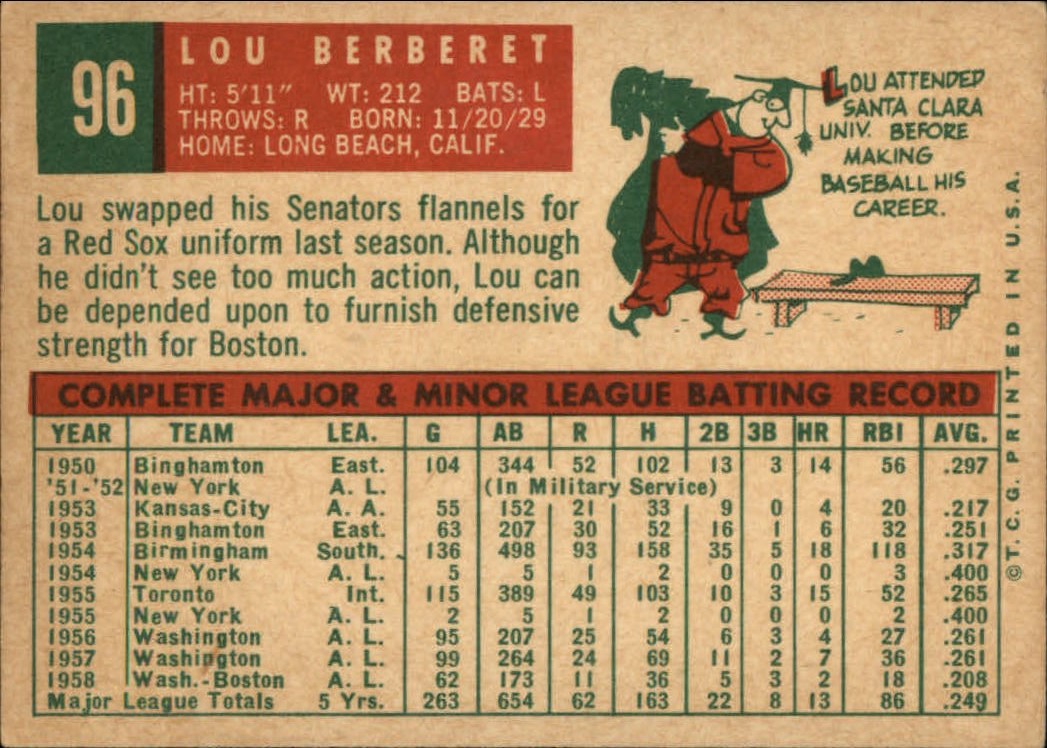 96
LOU BERBERET
HT: 5'11" WT: 212 BATS: L
THROWS: R BORN: 11/20/29
HOME: LONG BEACH, CALIF.
LOU ATTENDED
SANTA CLARA
UNIV. BEFORE
MAKING
BASEBALL HIS
CAREER.
Lou swapped his Senators flannels for
a Red Sox uniform last season. Although
he didn't see too much action, Lou can
be depended upon to furnish defensive
strength for Boston.
COMPLETE MAJOR & MINOR LEAGUE BATTING RECORD
YEAR TEAM LEA. G AB R H 2B 3B HR RBI AVG.
1950 Binghamton East. 104 344 52 102 13 3 14 56 .297
'51-'52 New York A. L. (In Military Service)
1953 Kansas-City A. A. 55 152 21 33 9 0 4 20 .217
1953 Binghamton East. 63 207 30 52 16 1 6 32 .251
1954 Birmingham South. 136 498 93 158 35 5 18 118 .317
1954 New York A. L. 5 5 1 2 0 0 0 3 .400
1955 Toronto Int. 115 389 49 103 10 3 15 52 .265
1955 New York A. L. 2 5 1 2 0 0 0 2 .400
1956 Washington A. L. 95 207 25 54 6 3 4 27 .261
1957 Washington A. L. 99 264 24 69 11 2 7 36 .261
1958 Wash.-Boston A. L. 62 173 11 36 5 3 2 18 .208
Major League Totals 5 Yrs. 263 654 62 163 22 8 13 86 .249
© T. C. G. PRINTED IN U.S.A.